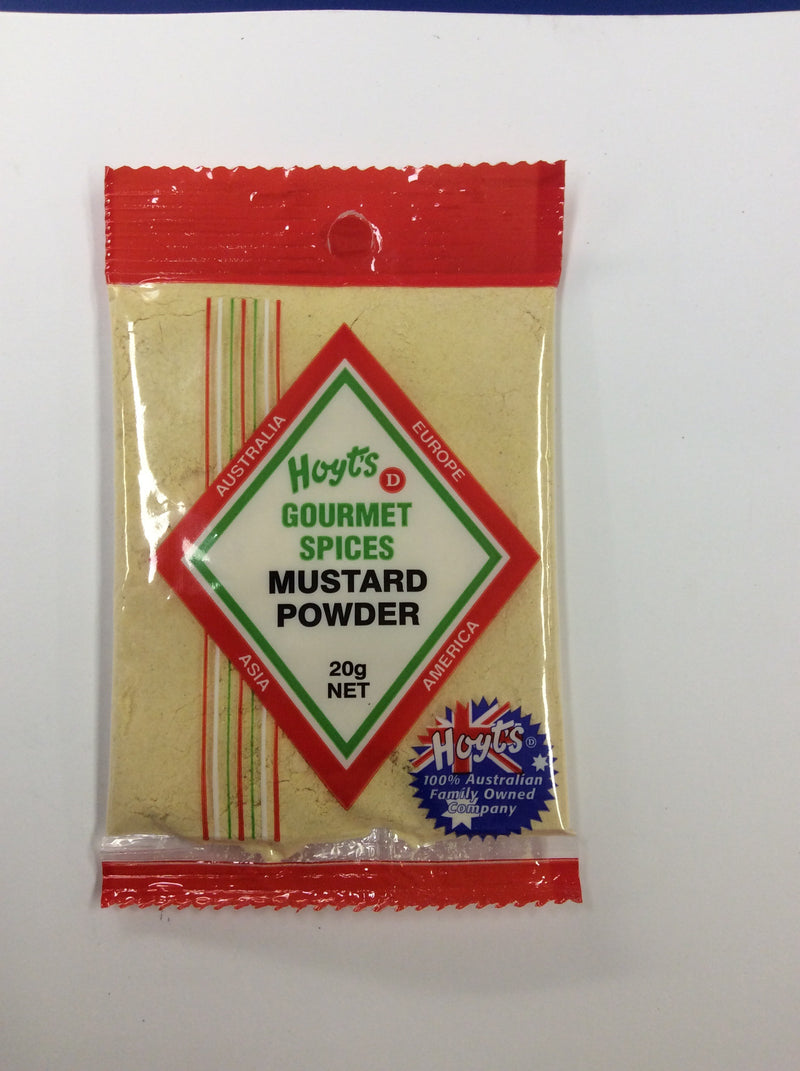 AUSTRALIA
EUROPE
Hoyt's D
GOURMET
SPICES
MUSTARD
POWDER
20g
NET
ASIA
AMERICA
Hoyt's D
100% Australian
Family Owned
Company